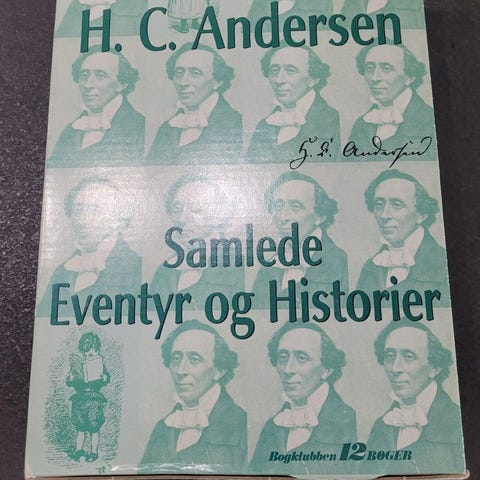 H. C. Andersen
H. C. Andersen
Samlede
Eventyr og Historier
Bogklubben 12 BØGER